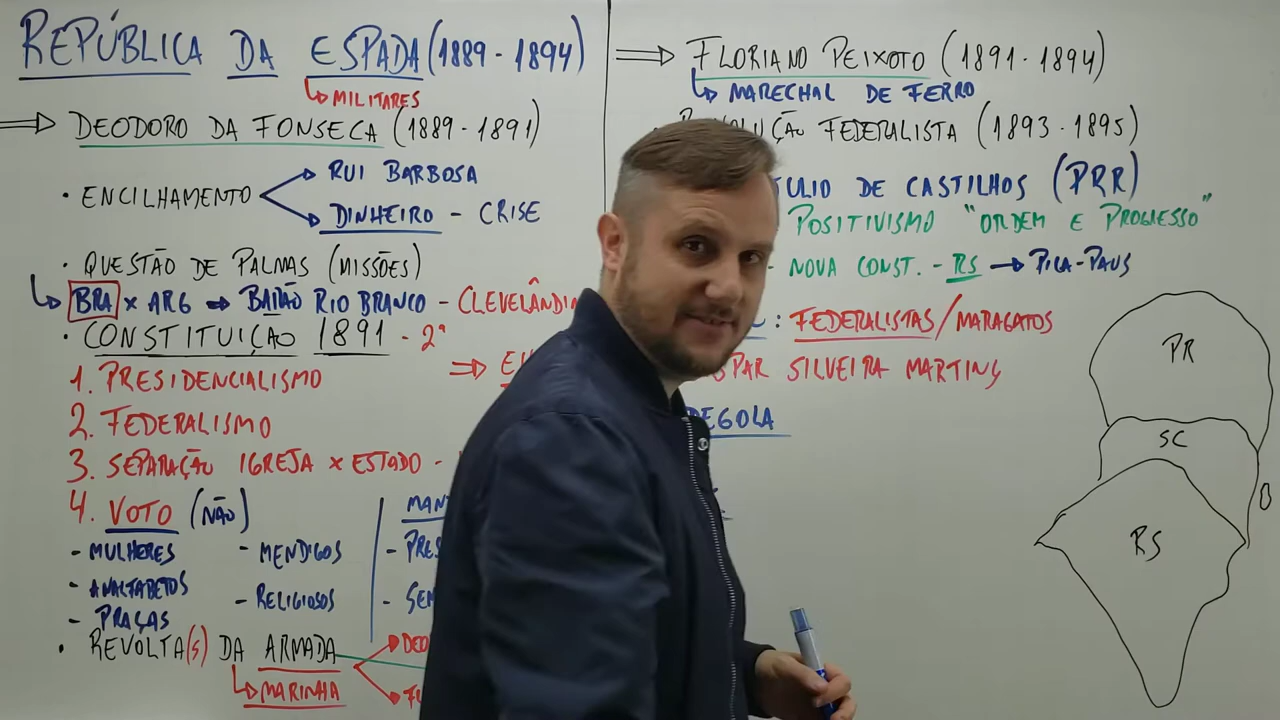 REPÚBLICA DA ESPADA (1889 - 1894)
↳ MILITARES
⇒ DEODORO DA FONSECA (1889 - 1891)
• ENCILHAMENTO
RUI BARBOSA
DINHEIRO - CRISE
• QUESTÃO DE PALMAS (MISSÕES)
↳ BRA × ARG → BARÃO RIO BRANCO - CLEVELÂNDIA
• CONSTITUIÇÃO 1891 - 2ª
1. PRESIDENCIALISMO
2. FEDERALISMO
3. SEPARAÇÃO IGREJA × ESTADO -
4. VOTO (NÃO)
- MULHERES
- ANALFABETOS
- PRAÇAS
- MENDIGOS
- RELIGIOSOS
• REVOLTA(S) DA ARMADA
↳ MARINHA
⇒ FLORIANO PEIXOTO (1891 - 1894)
↳ MARECHAL DE FERRO
FEDERALISTA (1893 - 1895)
DE CASTILHOS (PRR)
POSITIVISMO "ORDEM E PROGRESSO"
- NOVA CONST. - RS → PICA-PAUS
: FEDERALISTAS/MARAGATOS
SILVEIRA MARTINS
DEGOLA
PR
SC
RS